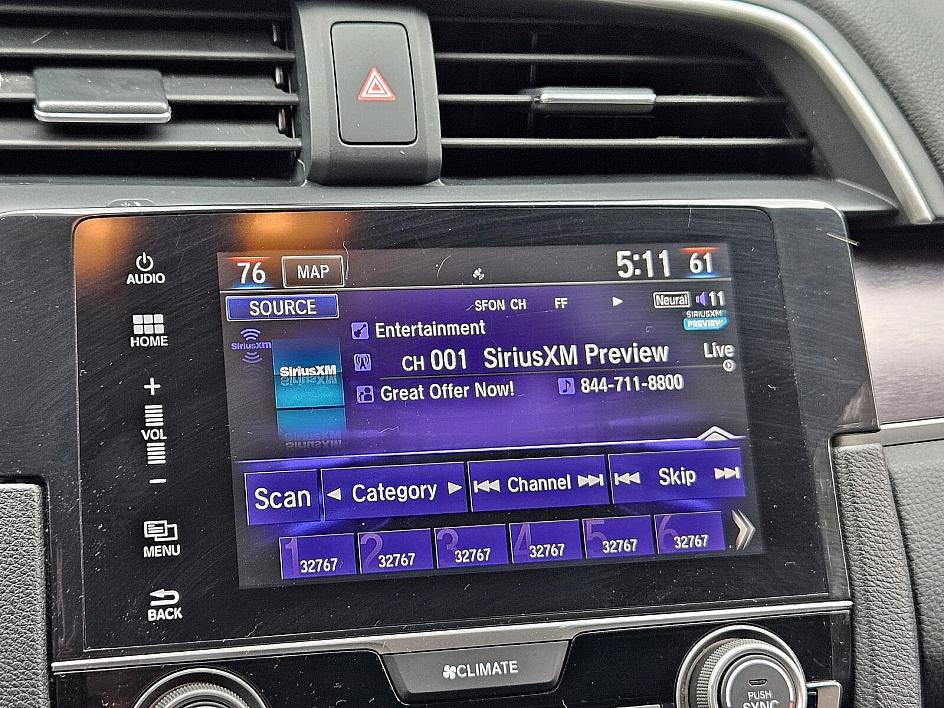 76 MAP 5:11 61
SOURCE SFON CH FF Neural 11
SIRIUSXM
PREVIEW
SiriusXM Entertainment
SiriusXM CH 001 SiriusXM Preview Live
Great Offer Now! 844-711-8800
Scan Category Channel Skip
1 32767 2 32767 3 32767 4 32767 5 32767 6 32767
AUDIO
HOME
+
VOL
-
MENU
BACK
CLIMATE
PUSH
SYNC